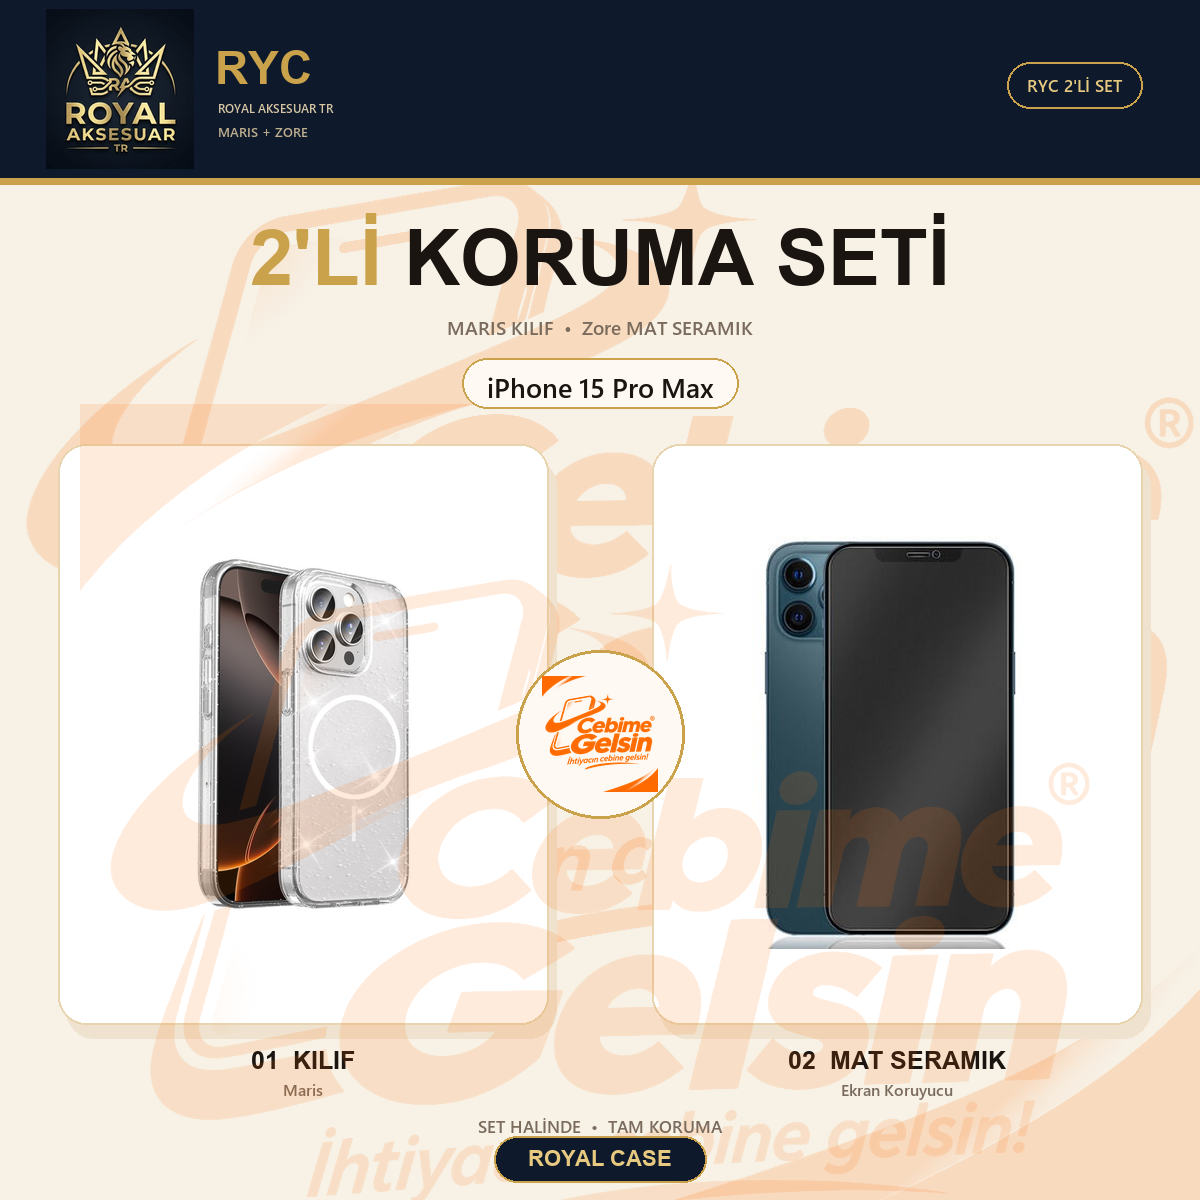 ROYAL
AKSESUAR
TR
RYC
ROYAL AKSESUAR TR
MARIS + ZORE
RYC 2'Lİ SET
2'Lİ KORUMA SETİ
MARIS KILIF • Zore MAT SERAMIK
iPhone 15 Pro Max
Cebime®
Gelsin
İhtiyacın cebine gelsin!
Cebime®
Gelsin
01 KILIF
Maris
02 MAT SERAMIK
Ekran Koruyucu
SET HALİNDE • TAM KORUMA
ROYAL CASE